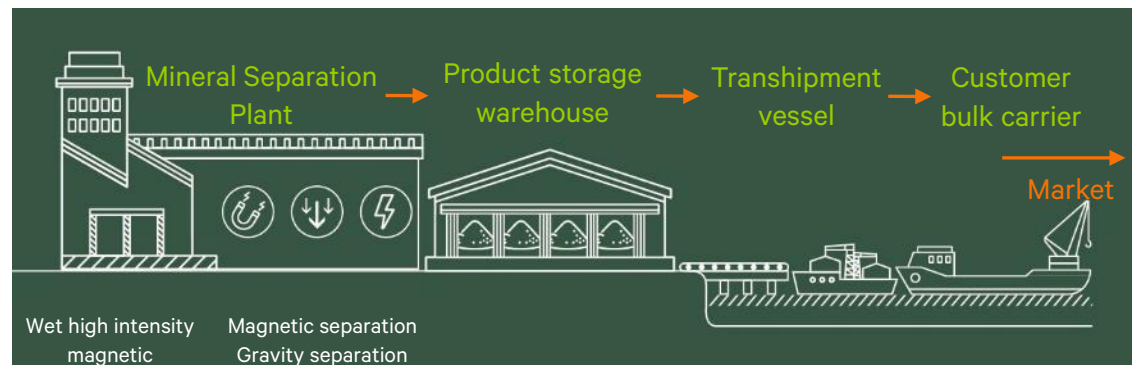 Mineral Separation
Plant
Product storage
warehouse
Transhipment
vessel
Customer
bulk carrier
Market
Wet high intensity
magnetic
Magnetic separation
Gravity separation